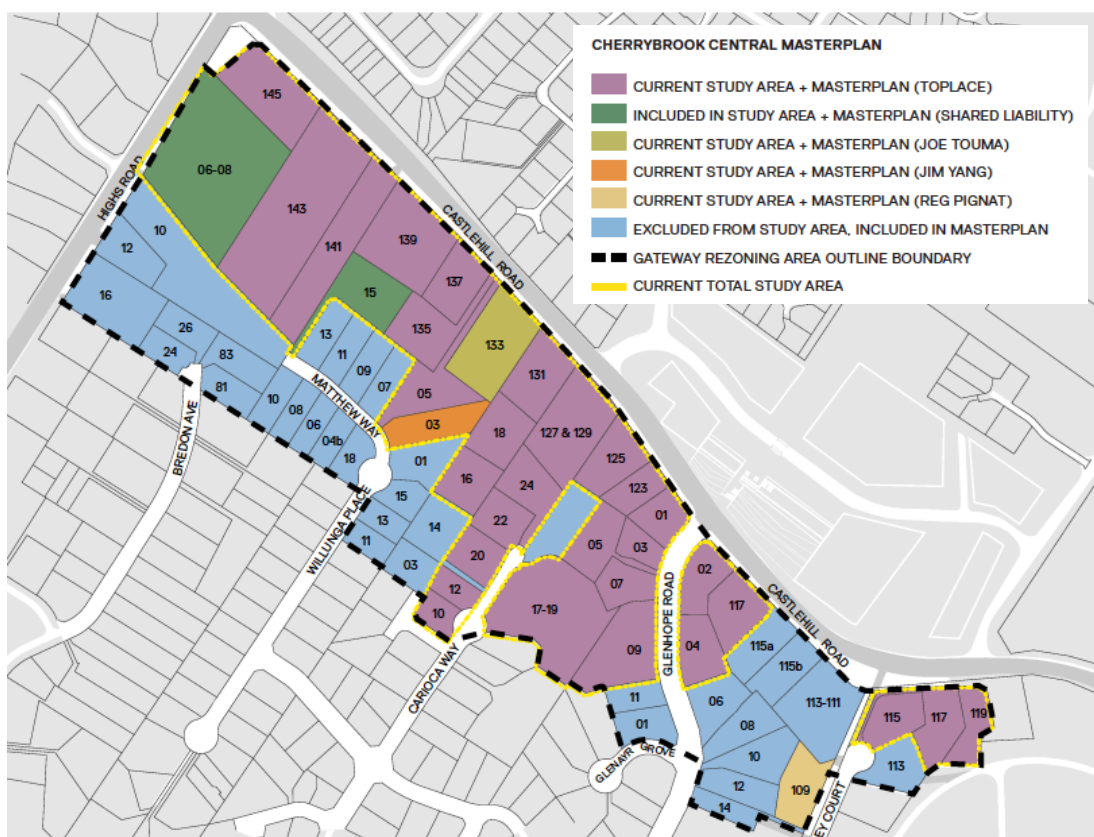 CHERRYBROOK CENTRAL MASTERPLAN
CURRENT STUDY AREA + MASTERPLAN (TOPLACE)
INCLUDED IN STUDY AREA + MASTERPLAN (SHARED LIABILITY)
CURRENT STUDY AREA + MASTERPLAN (JOE TOUMA)
CURRENT STUDY AREA + MASTERPLAN (JIM YANG)
CURRENT STUDY AREA + MASTERPLAN (REG PIGNAT)
EXCLUDED FROM STUDY AREA, INCLUDED IN MASTERPLAN
GATEWAY REZONING AREA OUTLINE BOUNDARY
CURRENT TOTAL STUDY AREA
145
06-08
HIGHS ROAD
143
CASTLEHILL ROAD
10
12
141
139
137
16
15
135
26
24
83
81
13
11
09
07
133
131
MATTHEW WAY
05
03
10
08
06
04b
18
BREDON AVE
18
127 & 129
125
01
16
24
123
15
13
11
14
22
01
WILLUNGA PLACE
03
20
05
03
12
10
07
02
17-19
117
09
GLENHOPE ROAD
04
CASTLEHILL ROAD
CARIOCA WAY
115a
115b
113-111
11
01
06
08
10
12
14
GLENAYR GROVE
109
115
117
119
113
EY COURT